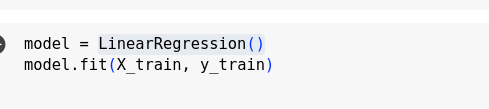 model = LinearRegression()
model.fit(X_train, y_train)